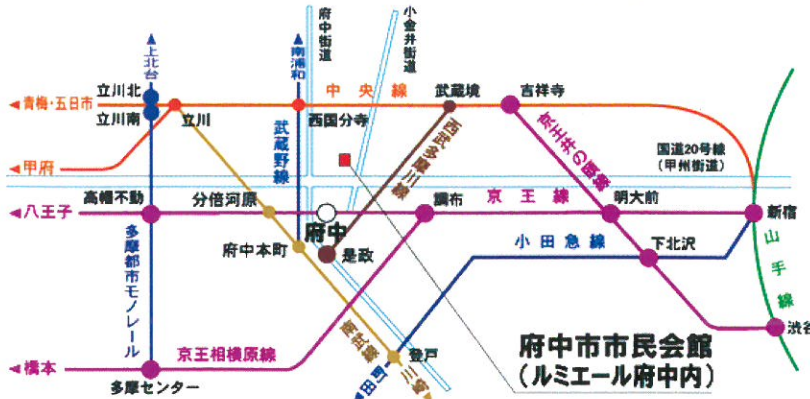 府中街道
小金井街道
▲上北台
▲南浦和
立川北
中央線
武蔵境
吉祥寺
◀青梅・五日市
立川南
立川
西国分寺
京王井の頭線
国道20号線
(甲州街道)
武蔵野線
西武多摩川線
◀甲府
高幡不動
分倍河原
京王線
明大前
◀八王子
府中
調布
新宿
多摩都市モノレール
府中本町
是政
小田急線
下北沢
山手線
渋谷
京王相模原線
南武線
登戸
府中市市民会館
(ルミエール府中内)
◀橋本
多摩センター
町田
川崎